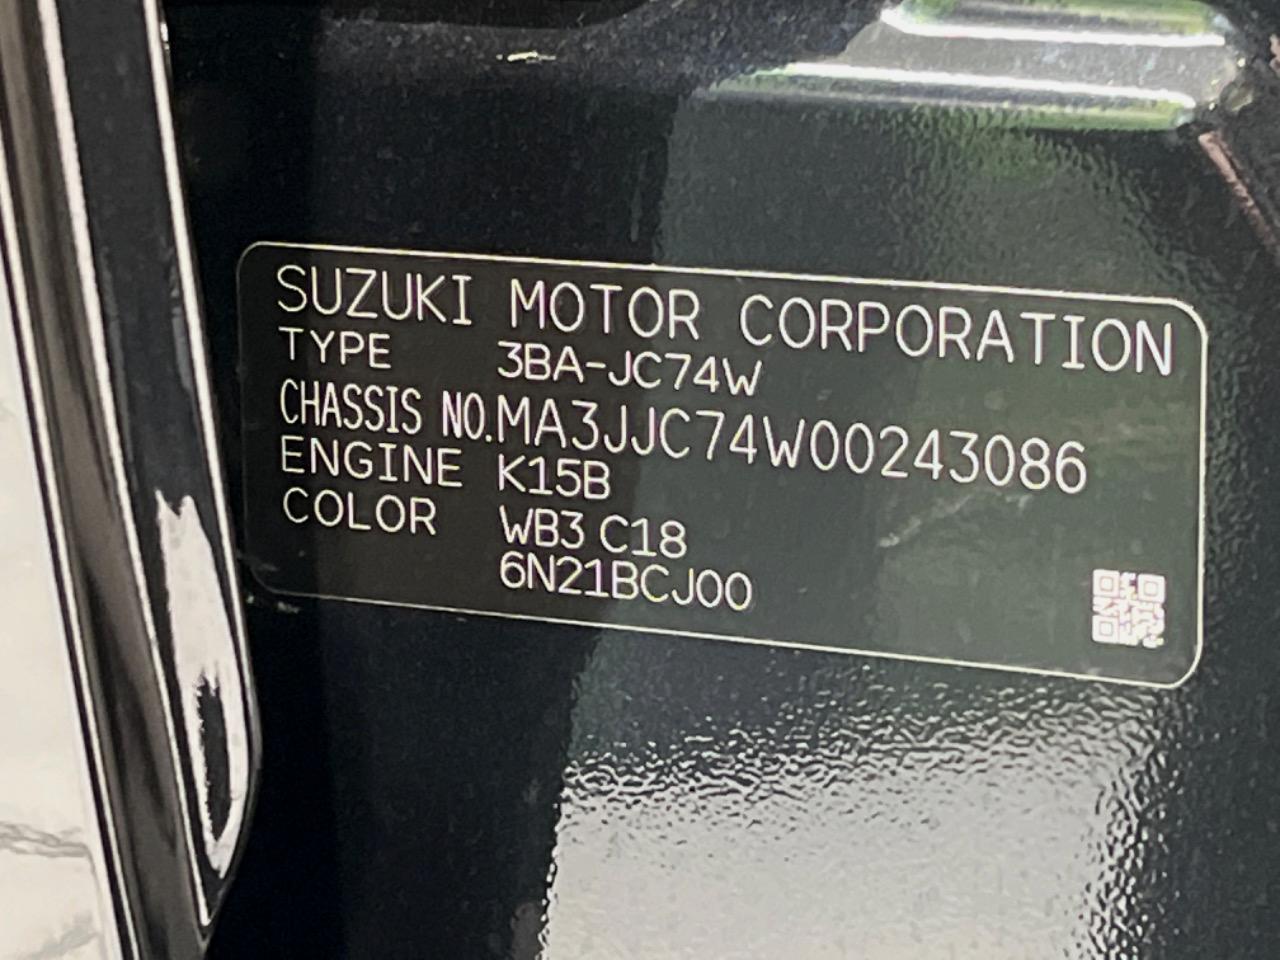 SUZUKI MOTOR CORPORATION
TYPE 3BA-JC74W
CHASSIS NO. MA3JJC74W00243086
ENGINE K15B
COLOR WB3 C18
6N21BCJ00